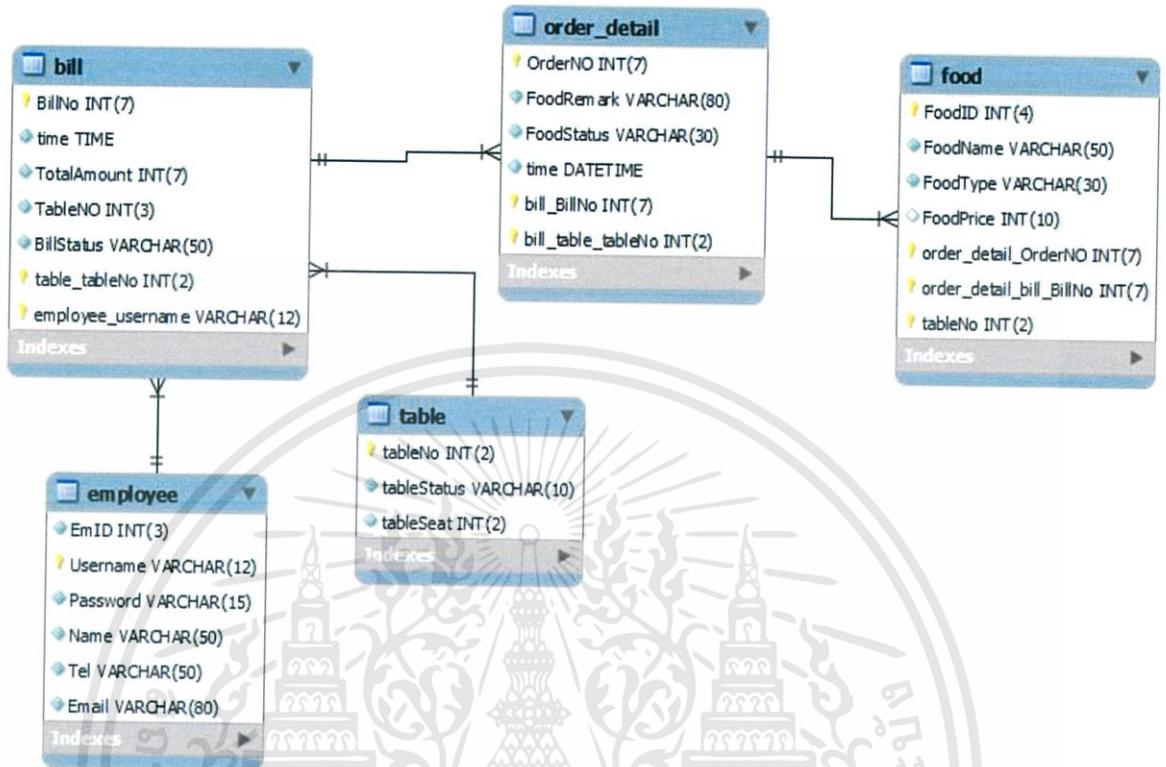 bill
BillNo INT(7)
time TIME
TotalAmount INT(7)
TableNO INT(3)
BillStatus VARCHAR(50)
table_tableNo INT(2)
employee_username VARCHAR(12)
Indexes
order_detail
OrderNO INT(7)
FoodRemark VARCHAR(80)
FoodStatus VARCHAR(30)
time DATETIME
bill_BillNo INT(7)
bill_table_tableNo INT(2)
Indexes
food
FoodID INT(4)
FoodName VARCHAR(50)
FoodType VARCHAR(30)
FoodPrice INT(10)
order_detail_OrderNO INT(7)
order_detail_bill_BillNo INT(7)
tableNo INT(2)
Indexes
table
tableNo INT(2)
tableStatus VARCHAR(10)
tableSeat INT(2)
Indexes
employee
EmID INT(3)
Username VARCHAR(12)
Password VARCHAR(15)
Name VARCHAR(50)
Tel VARCHAR(50)
Email VARCHAR(80)
Indexes